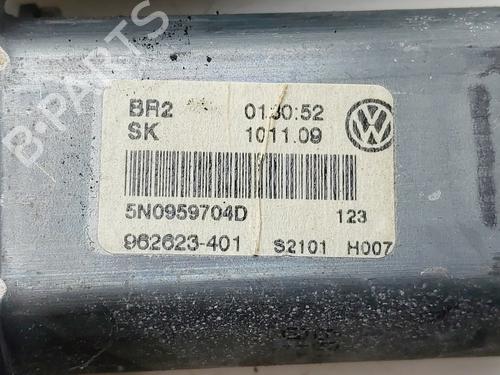 B-PARTS
BR2 01:30:52
SK 1011.09
5N0959704D 123
962623-401 S2101 H007